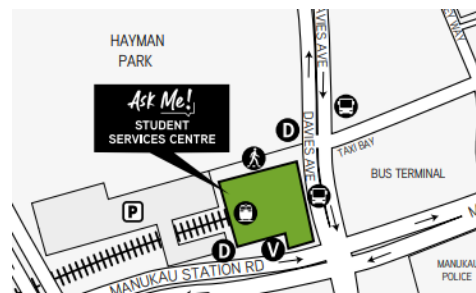 HAYMAN
PARK
Ask Me!
STUDENT
SERVICES CENTRE
DAVIES AVE
DAVIES AVE
D
TAXI BAY
BUS TERMINAL
P
D
V
MANUKAU STATION RD
MANUKAU
POLICE